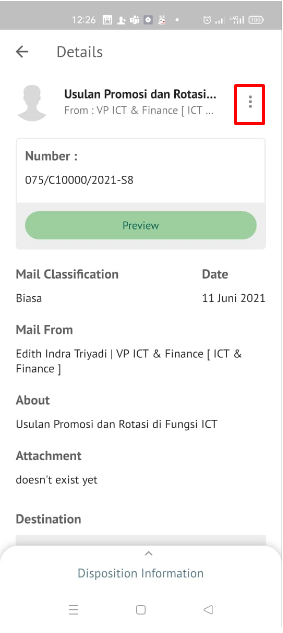 12:26
Details
Usulan Promosi dan Rotasi...
From : VP ICT & Finance [ ICT ...
Number :
075/C10000/2021-S8
Preview
Mail Classification Date
Biasa 11 Juni 2021
Mail From
Edith Indra Triyadi | VP ICT & Finance [ ICT &
Finance ]
About
Usulan Promosi dan Rotasi di Fungsi ICT
Attachment
doesn't exist yet
Destination
Disposition Information